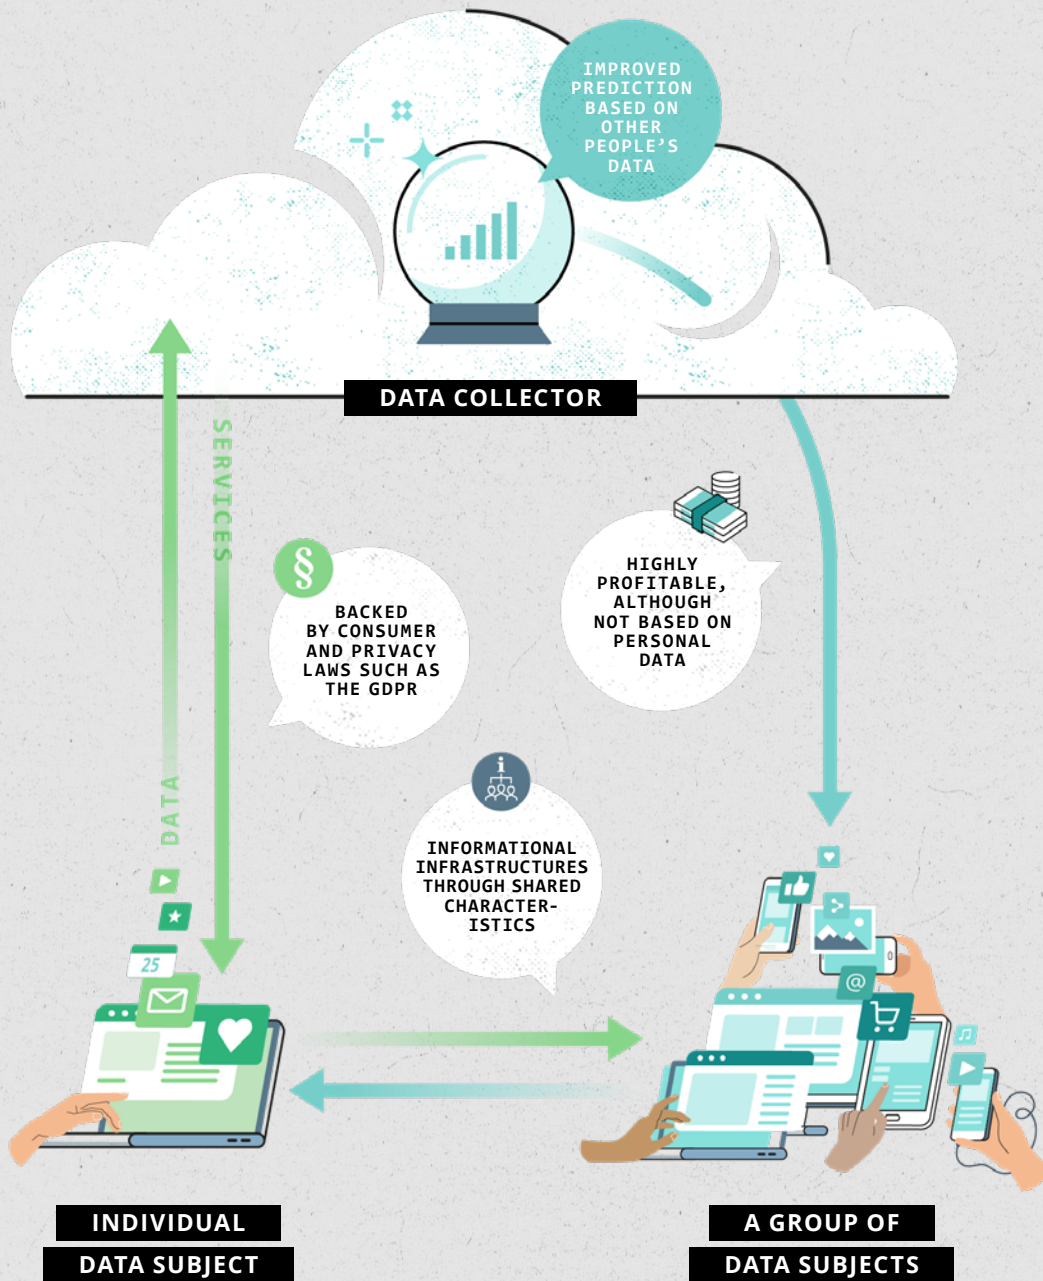 IMPROVED
PREDICTION
BASED ON
OTHER
PEOPLE’S
DATA
DATA COLLECTOR
SERVICES
DATA
§
BACKED
BY CONSUMER
AND PRIVACY
LAWS SUCH AS
THE GDPR
HIGHLY
PROFITABLE,
ALTHOUGH
NOT BASED ON
PERSONAL
DATA
i
INFORMATIONAL
INFRASTRUCTURES
THROUGH SHARED
CHARACTER-
ISTICS
25
@
INDIVIDUAL
DATA SUBJECT
A GROUP OF
DATA SUBJECTS